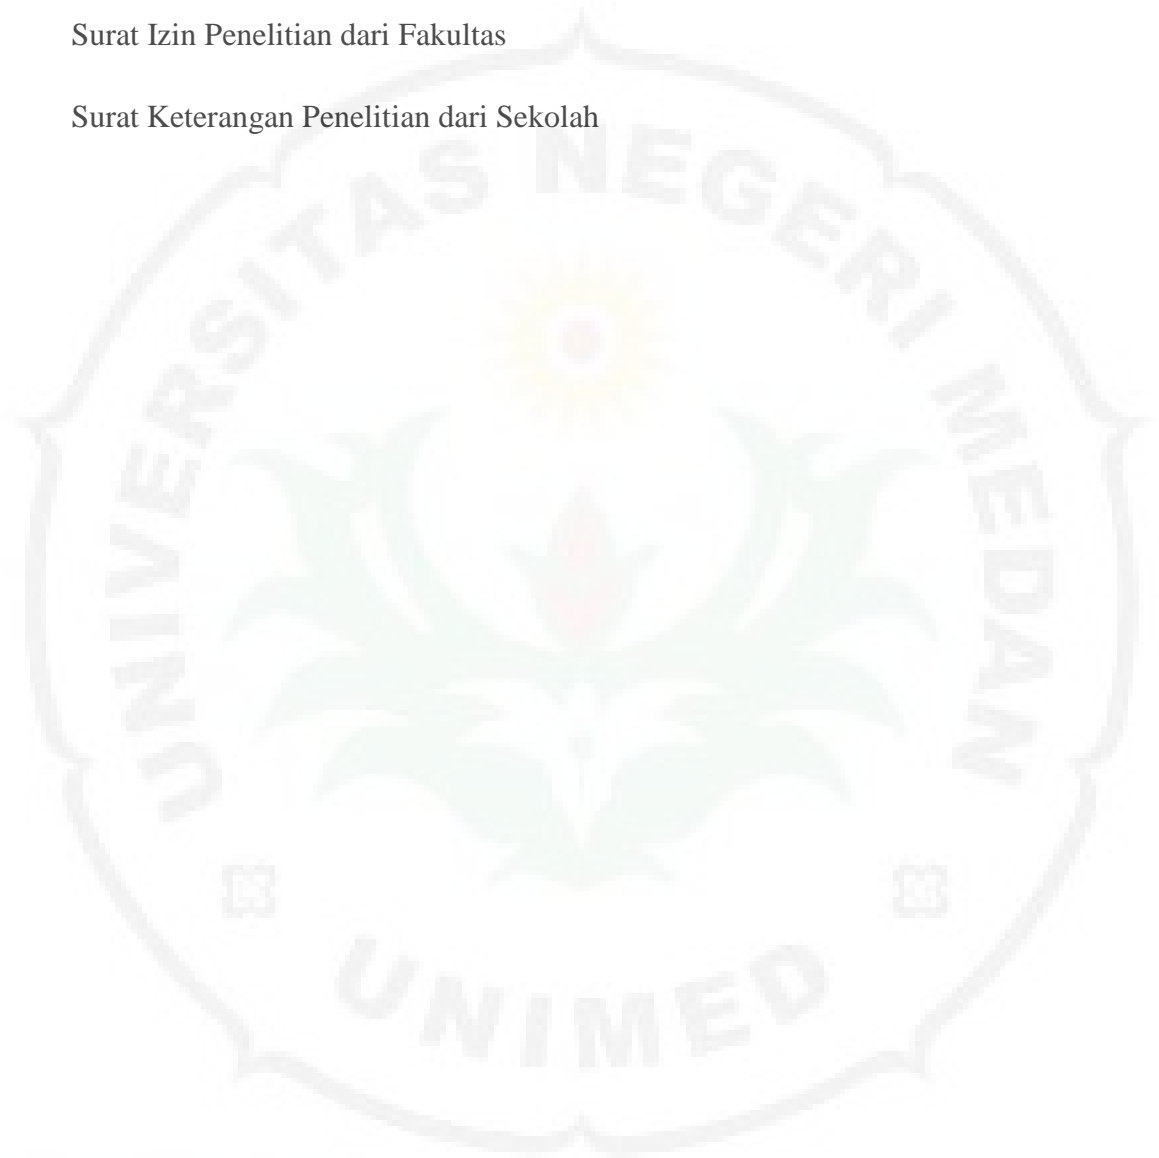 Surat Izin Penelitian dari Fakultas
Surat Keterangan Penelitian dari Sekolah
UNIVERSITAS NEGERI MEDAN
UNIMED